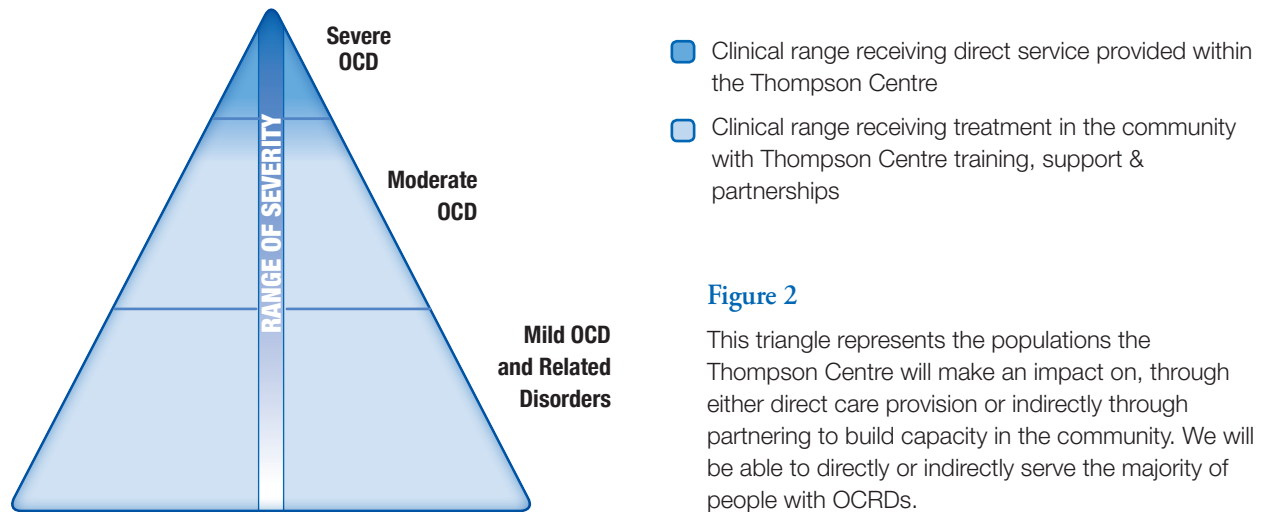 Severe
OCD
Moderate
OCD
Mild OCD
and Related
Disorders
RANGE OF SEVERITY
Clinical range receiving direct service provided within
the Thompson Centre
Clinical range receiving treatment in the community
with Thompson Centre training, support &
partnerships
Figure 2
This triangle represents the populations the
Thompson Centre will make an impact on, through
either direct care provision or indirectly through
partnering to build capacity in the community. We will
be able to directly or indirectly serve the majority of
people with OCRDs.